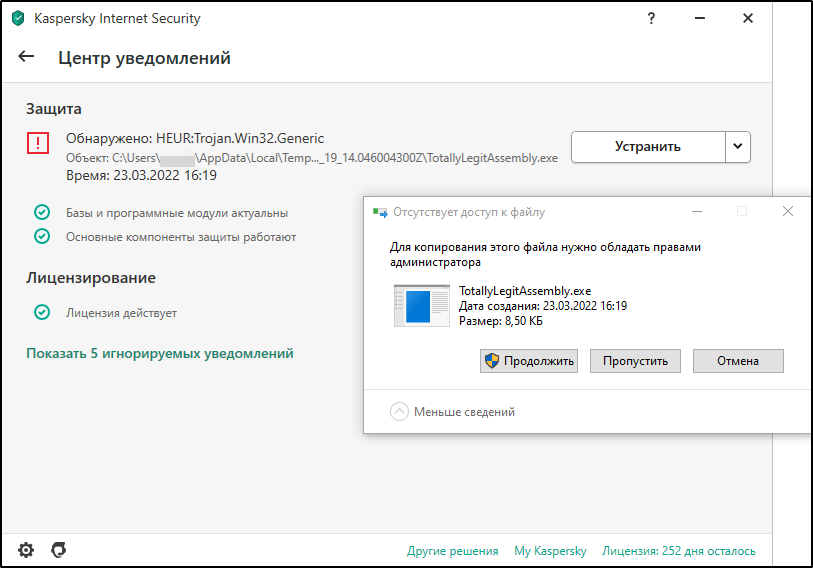 Kaspersky Internet Security
?
Центр уведомлений
Защита
Обнаружено: HEUR:Trojan.Win32.Generic
Объект: C:\Users\ \AppData\Local\Temp..._19_14.046004300Z\TotallyLegitAssembly.exe
Время: 23.03.2022 16:19
Устранить
Базы и программные модули актуальны
Основные компоненты защиты работают
Лицензирование
Лицензия действует
Показать 5 игнорируемых уведомлений
Отсутствует доступ к файлу
Для копирования этого файла нужно обладать правами
администратора
TotallyLegitAssembly.exe
Дата создания: 23.03.2022 16:19
Размер: 8,50 КБ
Продолжить Пропустить Отмена
Меньше сведений
Другие решения My Kaspersky Лицензия: 252 дня осталось